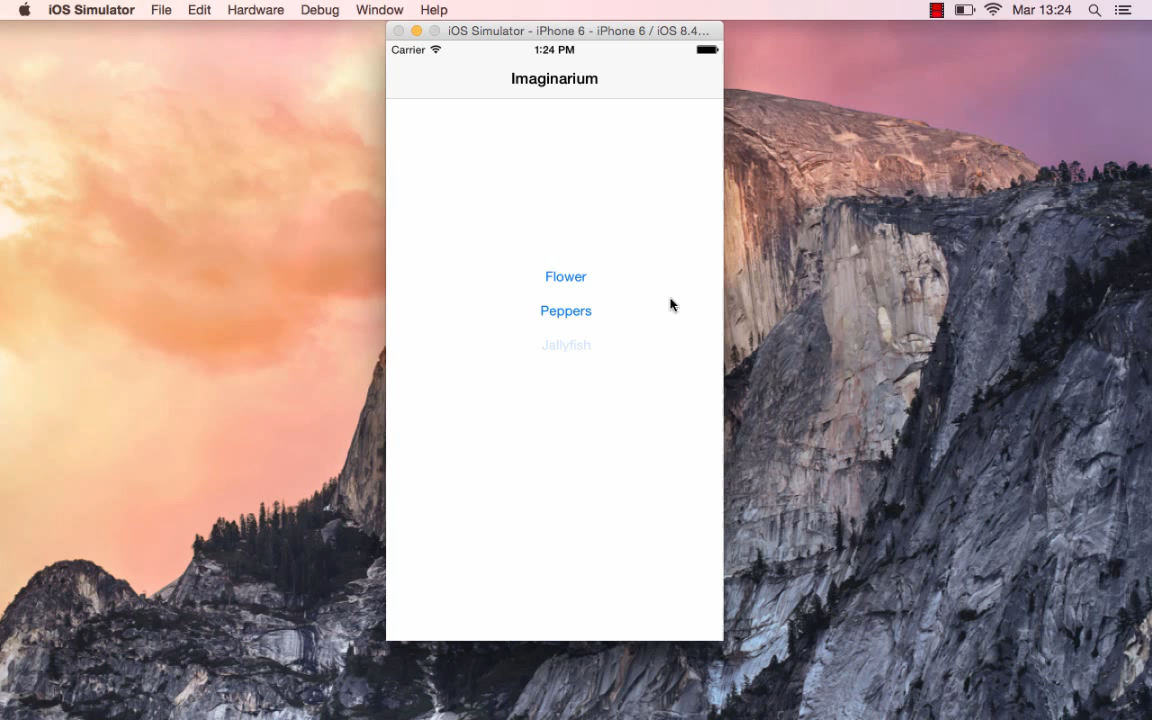 iOS Simulator File Edit Hardware Debug Window Help Mar 13:24
iOS Simulator - iPhone 6 - iPhone 6 / iOS 8.4...
Carrier 1:24 PM
Imaginarium
Flower
Peppers
Jallyfish